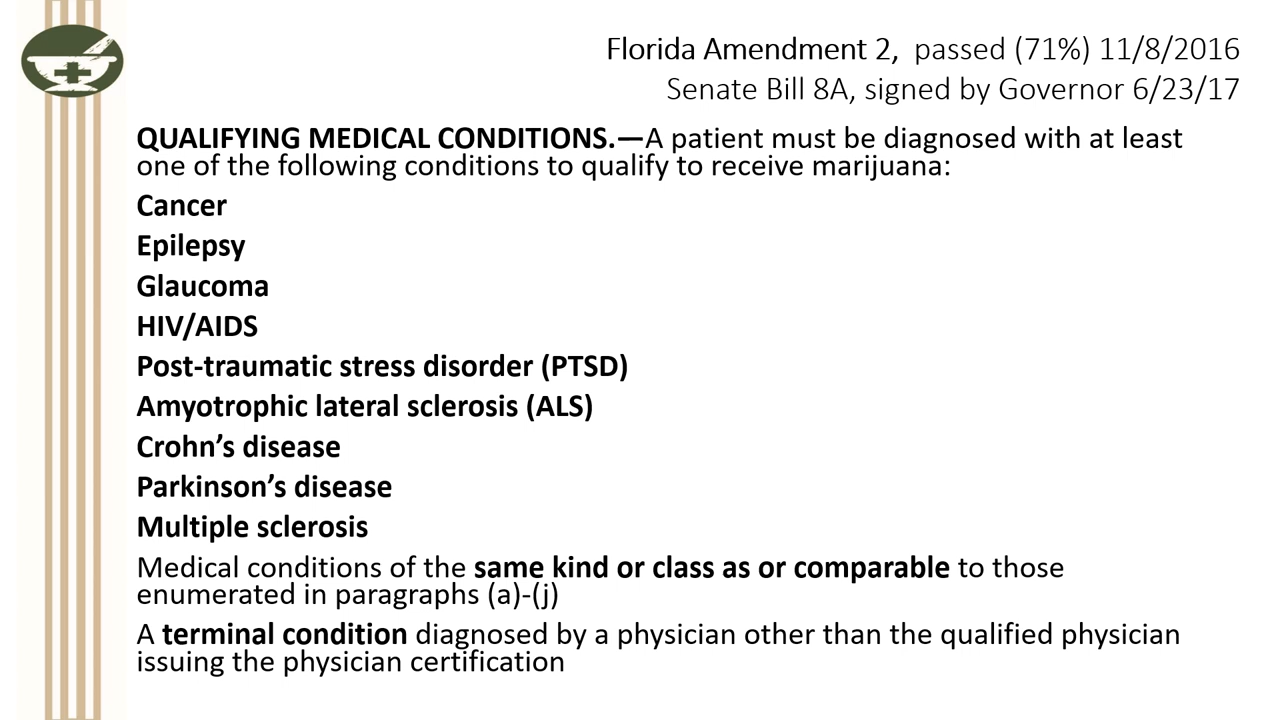 Florida Amendment 2,  passed (71%) 11/8/2016
Senate Bill 8A, signed by Governor 6/23/17
QUALIFYING MEDICAL CONDITIONS.—A patient must be diagnosed with at least
one of the following conditions to qualify to receive marijuana:
Cancer
Epilepsy
Glaucoma
HIV/AIDS
Post-traumatic stress disorder (PTSD)
Amyotrophic lateral sclerosis (ALS)
Crohn’s disease
Parkinson’s disease
Multiple sclerosis
Medical conditions of the same kind or class as or comparable to those
enumerated in paragraphs (a)-(j)
A terminal condition diagnosed by a physician other than the qualified physician
issuing the physician certification